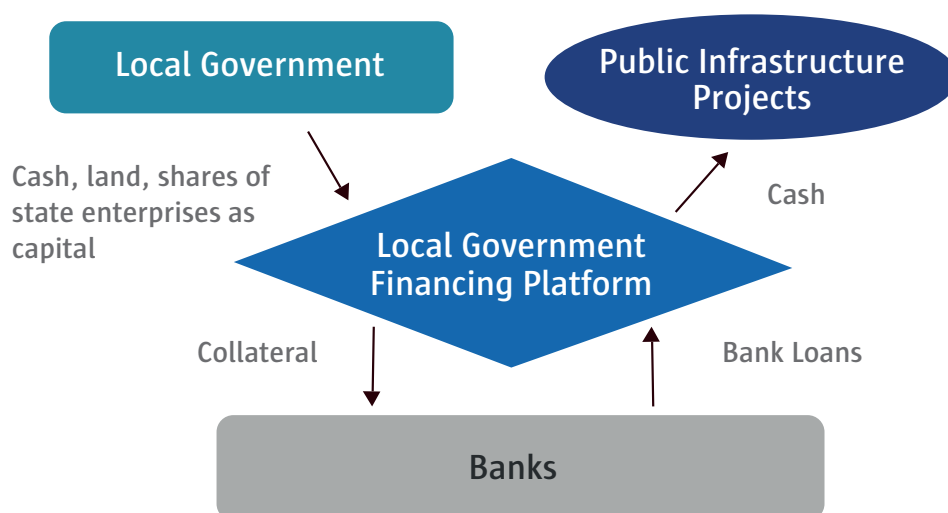 Local Government
Public Infrastructure
Projects
Cash, land, shares of
state enterprises as
capital
Cash
Local Government
Financing Platform
Collateral
Bank Loans
Banks